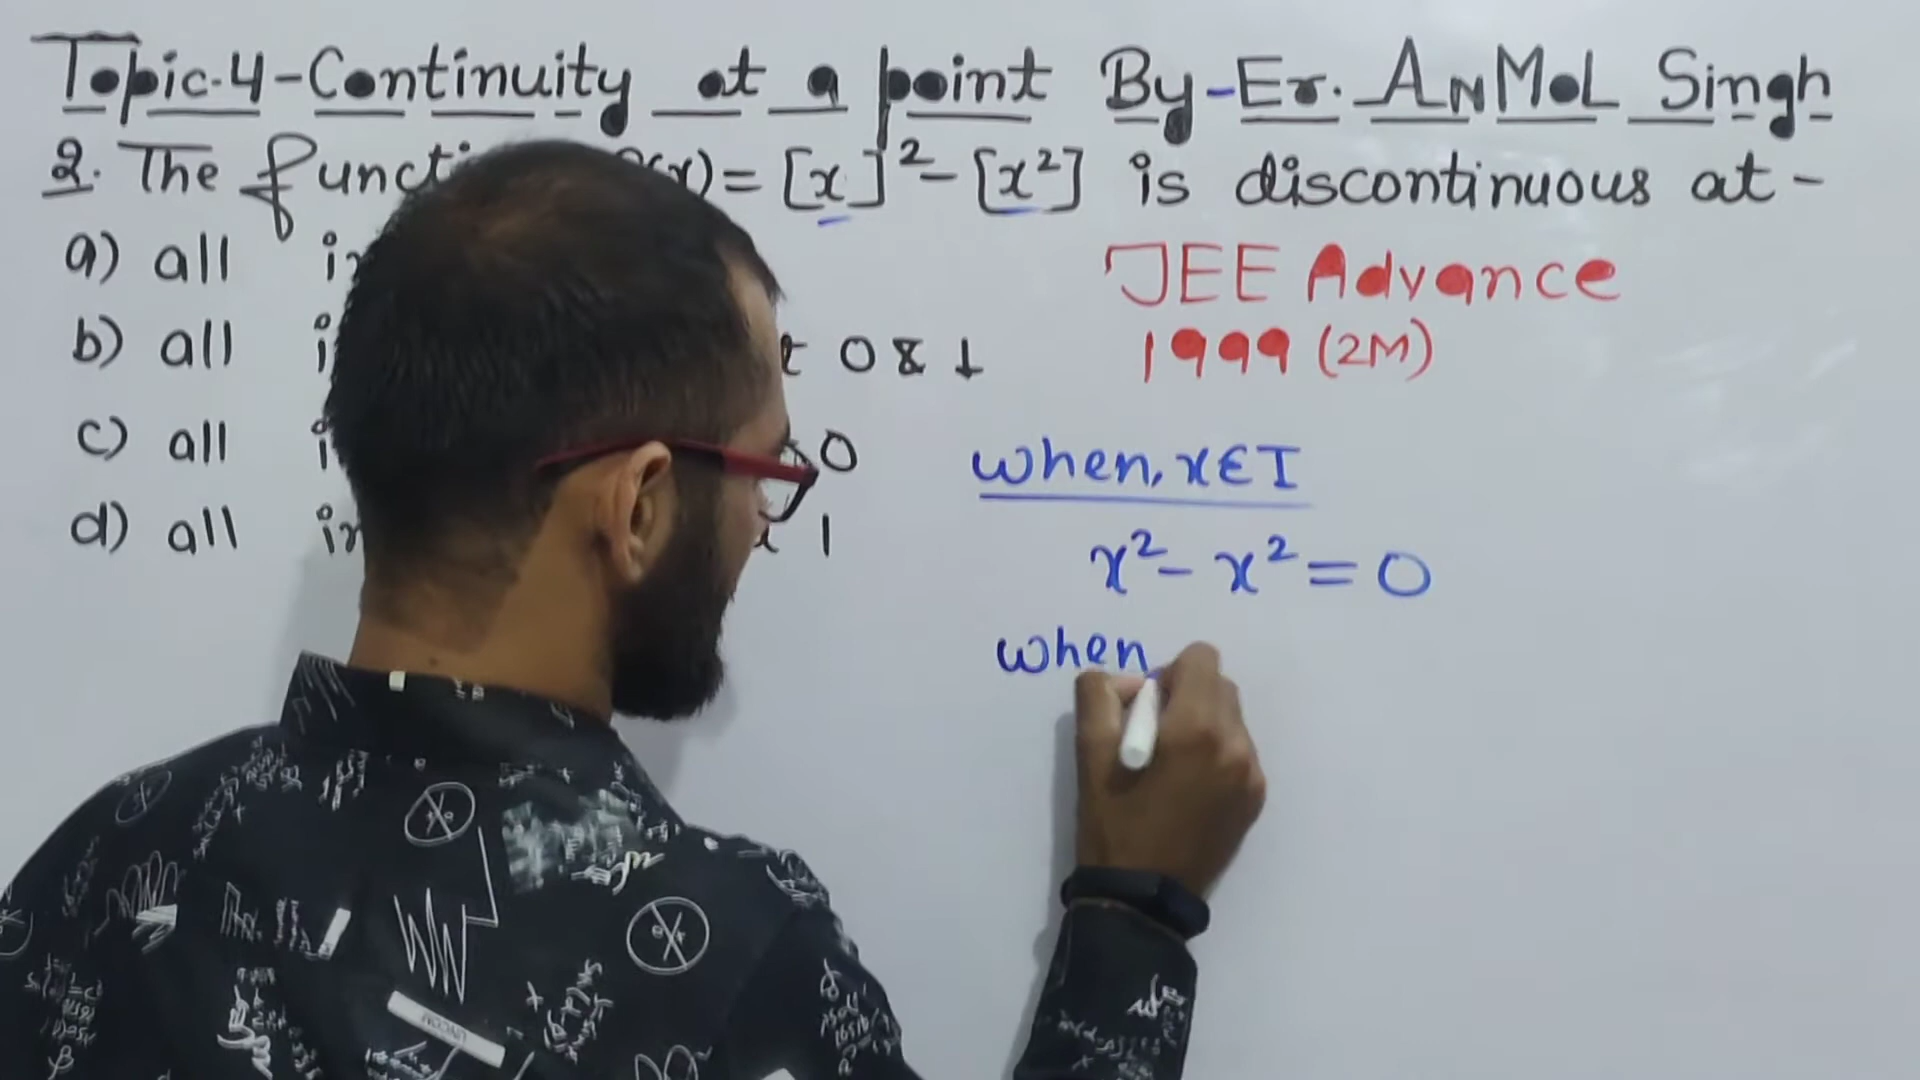 Topic.4-Continuity at a point By-Er. ANMOL Singh
2. The (x) = [x]² - [x²] is discontinuous at -
a) all
b) all 0 & 1
c) all 0
d) all 1
JEE Advance
1999 (2M)
when, x∈I
x² - x² = 0
when,